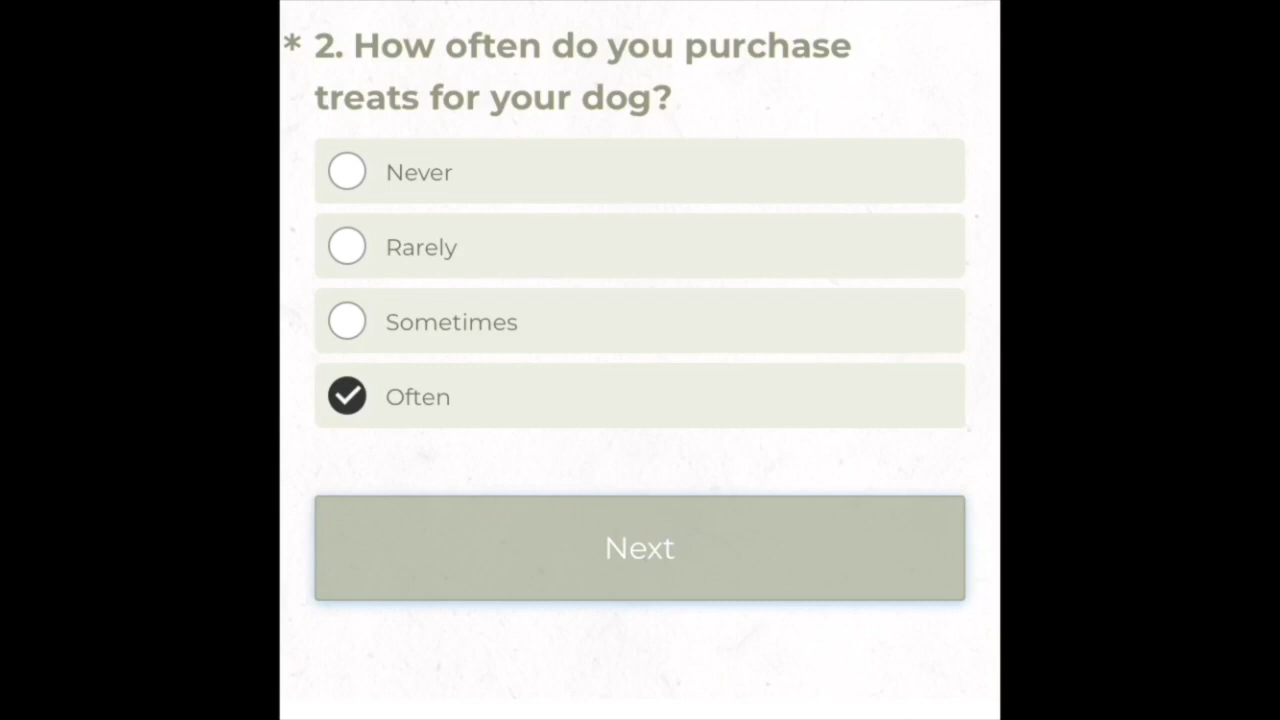 * 2. How often do you purchase
treats for your dog?
Never
Rarely
Sometimes
Often
Next